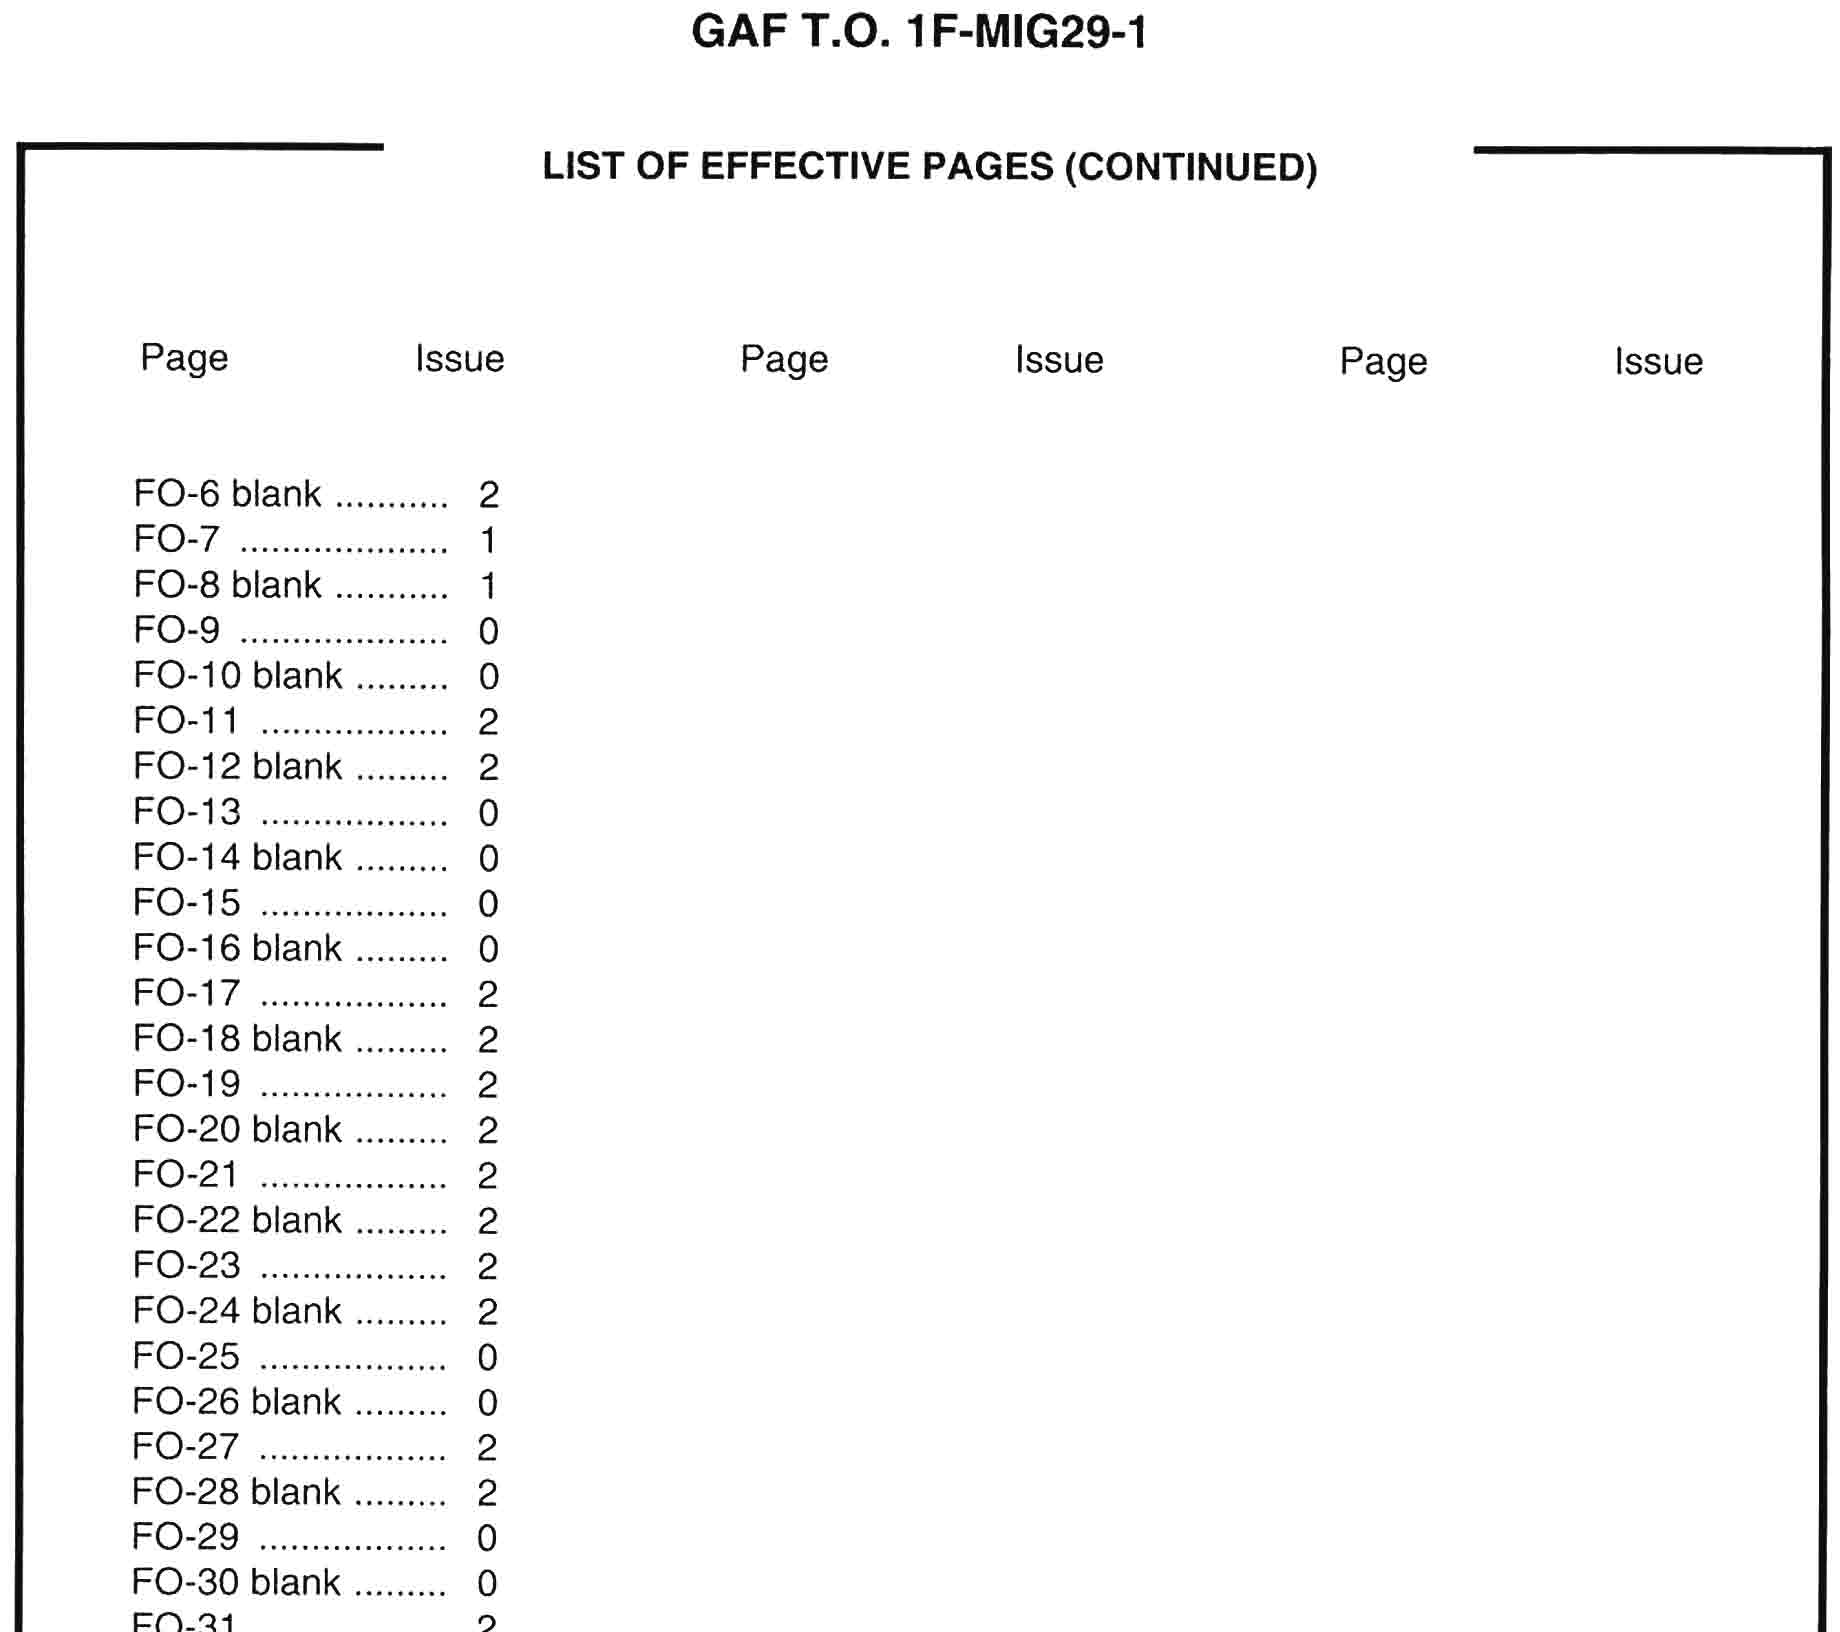 GAF T.O. 1F-MIG29-1
LIST OF EFFECTIVE PAGES (CONTINUED)
Page Issue Page Issue Page Issue
FO-6 blank ........... 2
FO-7 .................... 1
FO-8 blank ........... 1
FO-9 .................... 0
FO-10 blank ......... 0
FO-11 .................. 2
FO-12 blank ......... 2
FO-13 .................. 0
FO-14 blank ......... 0
FO-15 .................. 0
FO-16 blank ......... 0
FO-17 .................. 2
FO-18 blank ......... 2
FO-19 .................. 2
FO-20 blank ......... 2
FO-21 .................. 2
FO-22 blank ......... 2
FO-23 .................. 2
FO-24 blank ......... 2
FO-25 .................. 0
FO-26 blank ......... 0
FO-27 .................. 2
FO-28 blank ......... 2
FO-29 .................. 0
FO-30 blank ......... 0
FO-31 2